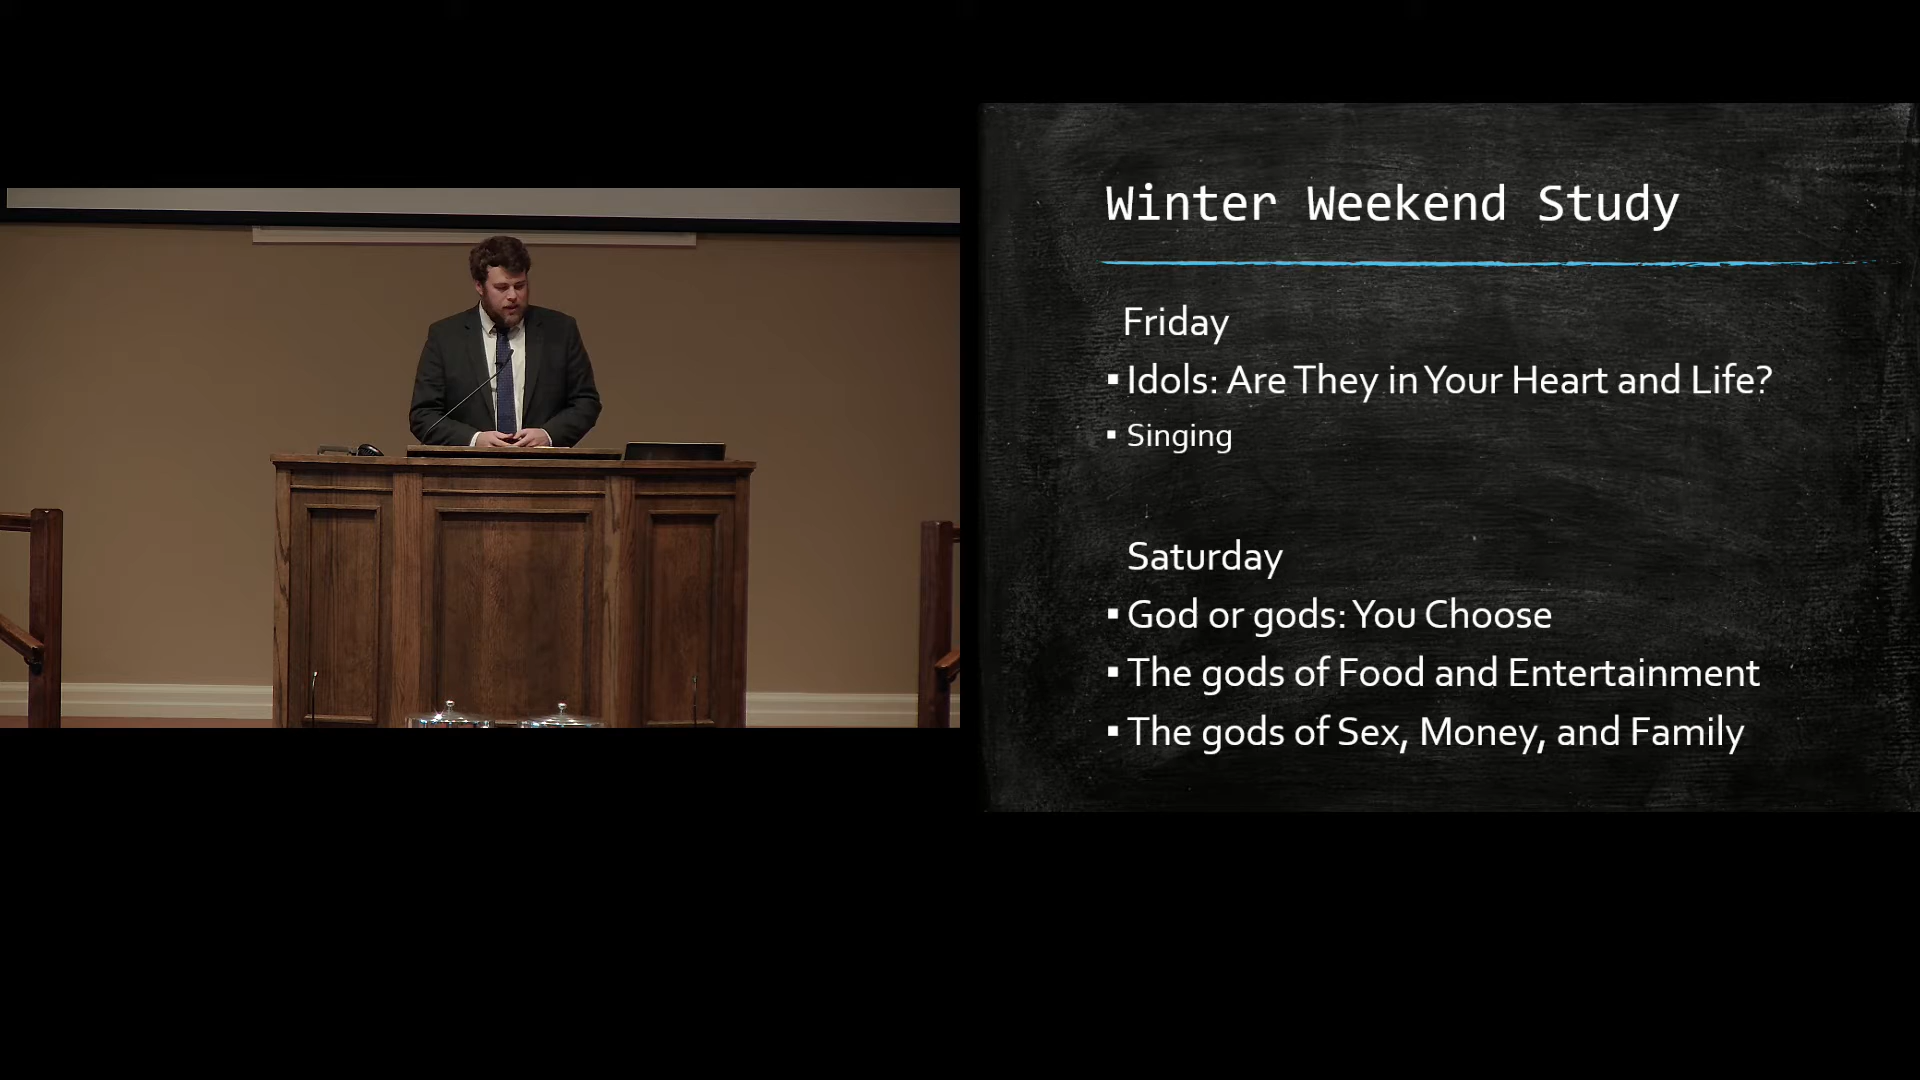 Winter Weekend Study
Friday
▪ Idols: Are They in Your Heart and Life?
▪ Singing
Saturday
▪ God or gods: You Choose
▪ The gods of Food and Entertainment
▪ The gods of Sex, Money, and Family